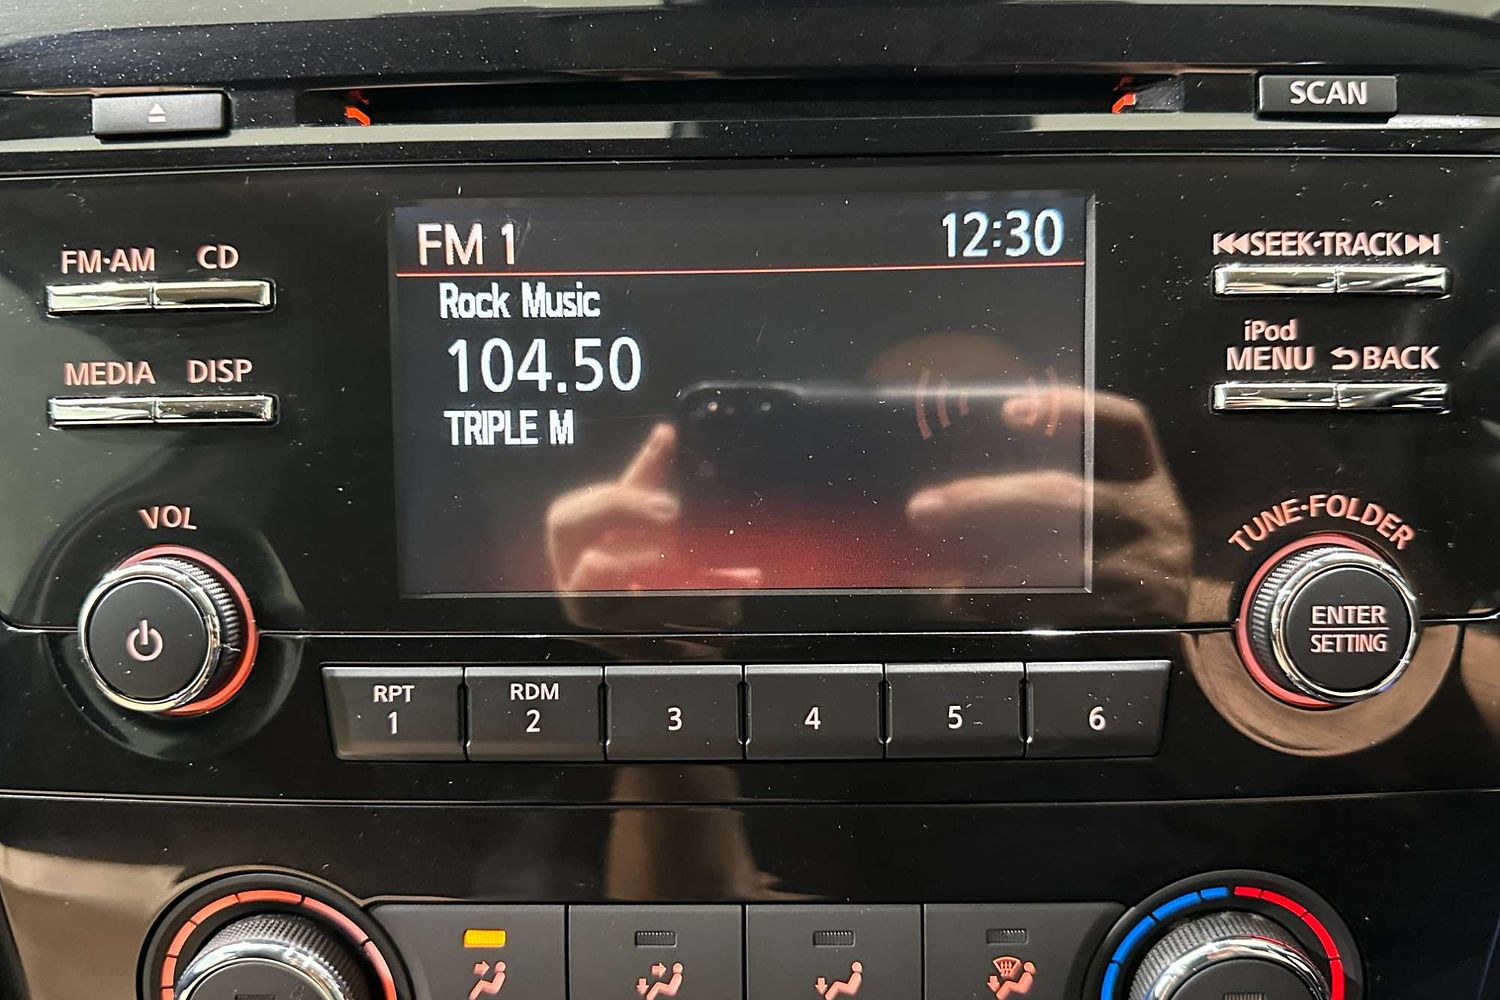 SCAN
FM 1 12:30
FM·AM CD
SEEK·TRACK
Rock Music
iPod
MENU BACK
104.50
MEDIA DISP
TRIPLE M
VOL
TUNE·FOLDER
ENTER
SETTING
RPT RDM
1 2 3 4 5 6